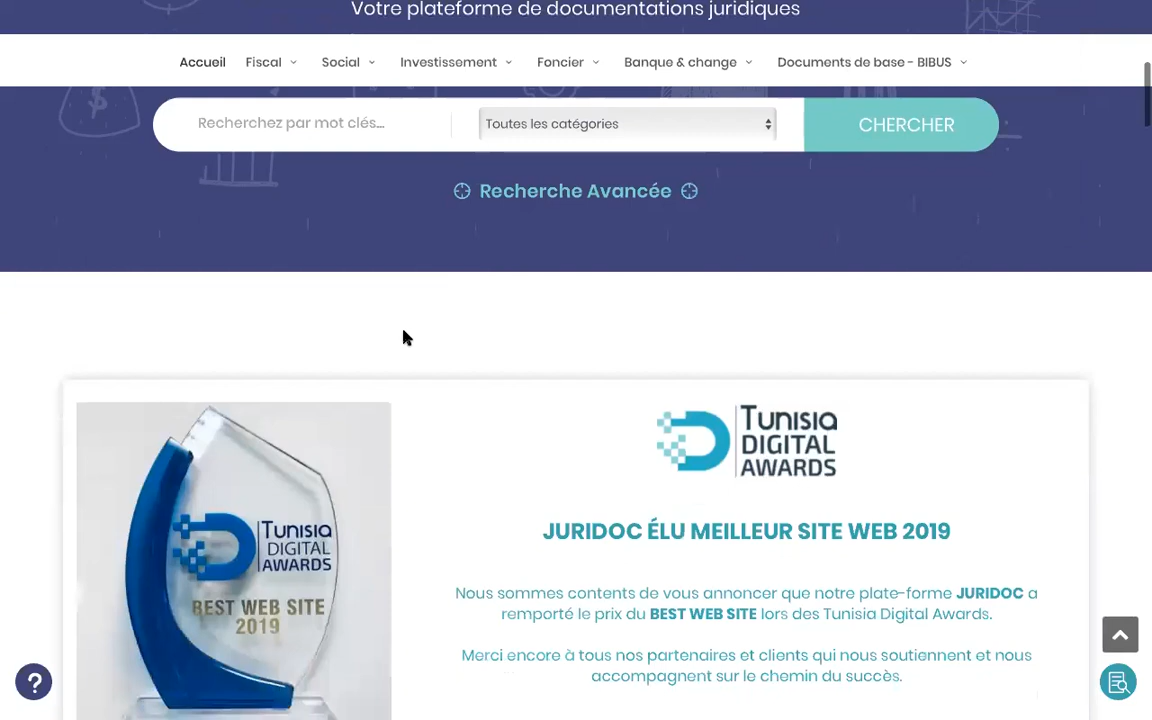 Votre plateforme de documentations juridiques
Accueil Fiscal Social Investissement Foncier Banque & change Documents de base - BIBUS
Recherchez par mot clés... Toutes les catégories CHERCHER
Recherche Avancée
Tunisia
DIGITAL
AWARDS
JURIDOC ÉLU MEILLEUR SITE WEB 2019
Nous sommes contents de vous annoncer que notre plate-forme JURIDOC a
remporté le prix du BEST WEB SITE lors des Tunisia Digital Awards.
Merci encore à tous nos partenaires et clients qui nous soutiennent et nous
accompagnent sur le chemin du succès.
Tunisia
DIGITAL
AWARDS
BEST WEB SITE
2019
?